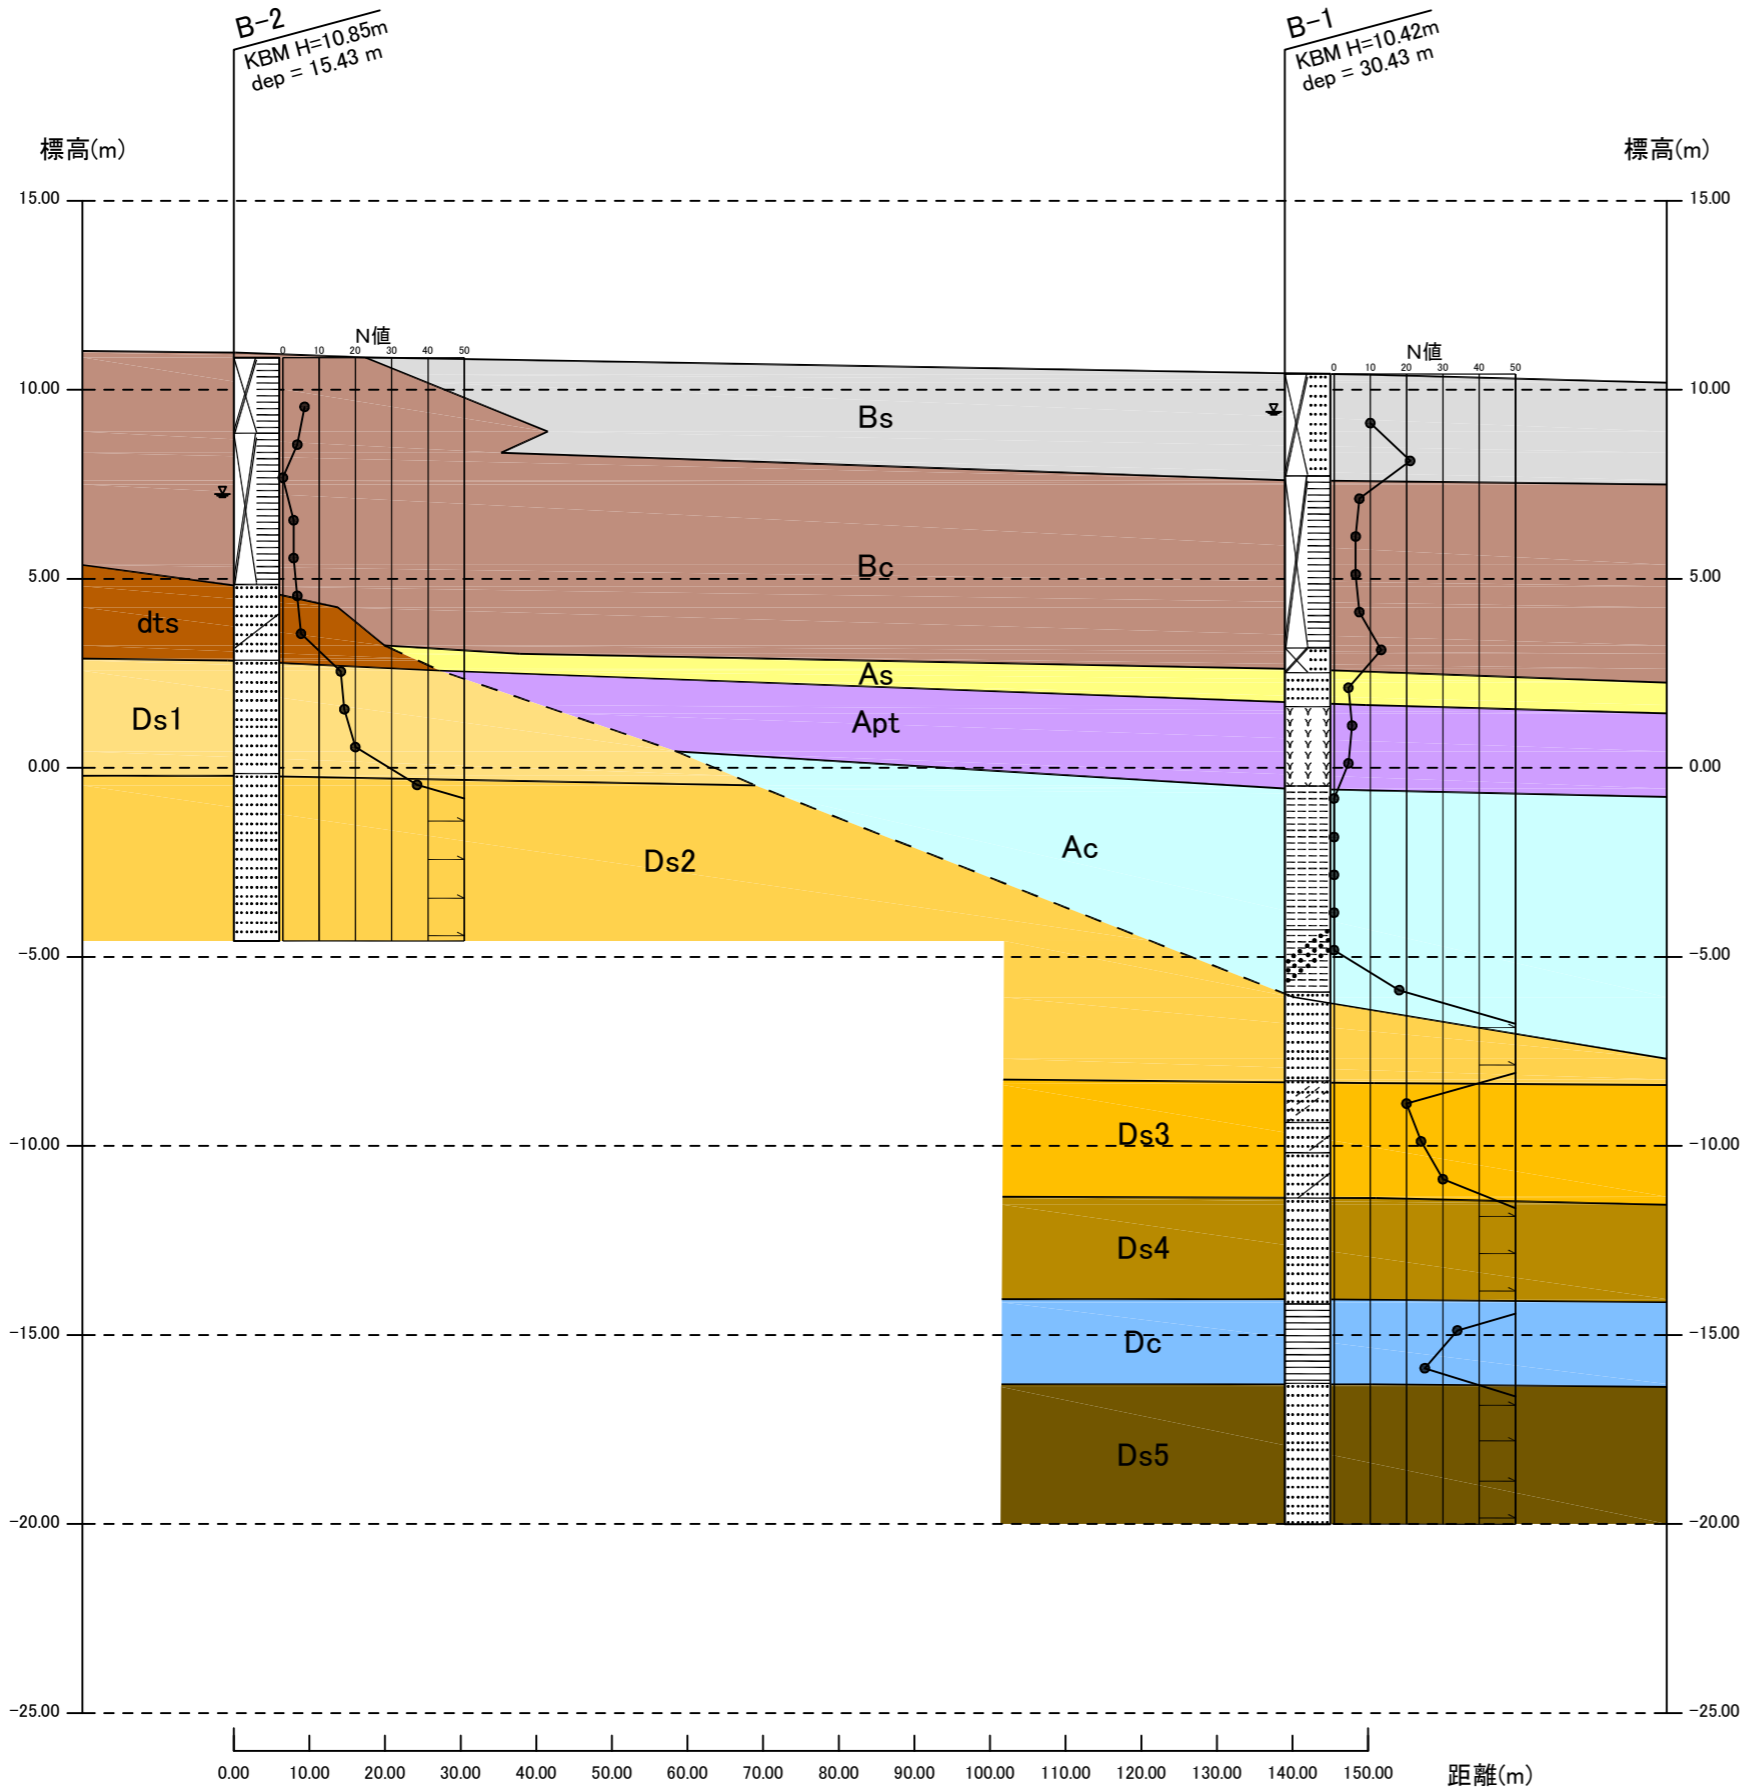 B-2
KBM H=10.85m
dep = 15.43 m
B-1
KBM H=10.42m
dep = 30.43 m
標高(m)
標高(m)
15.00
15.00
N値
0 10 20 30 40 50
N値
0 10 20 30 40 50
10.00
10.00
Bs
Bc
5.00
5.00
dts
As
Ds1
Apt
0.00
0.00
Ac
Ds2
-5.00
-5.00
Ds3
-10.00
-10.00
Ds4
-15.00
-15.00
Dc
Ds5
-20.00
-20.00
-25.00
-25.00
0.00 10.00 20.00 30.00 40.00 50.00 60.00 70.00 80.00 90.00 100.00 110.00 120.00 130.00 140.00 150.00
距離(m)